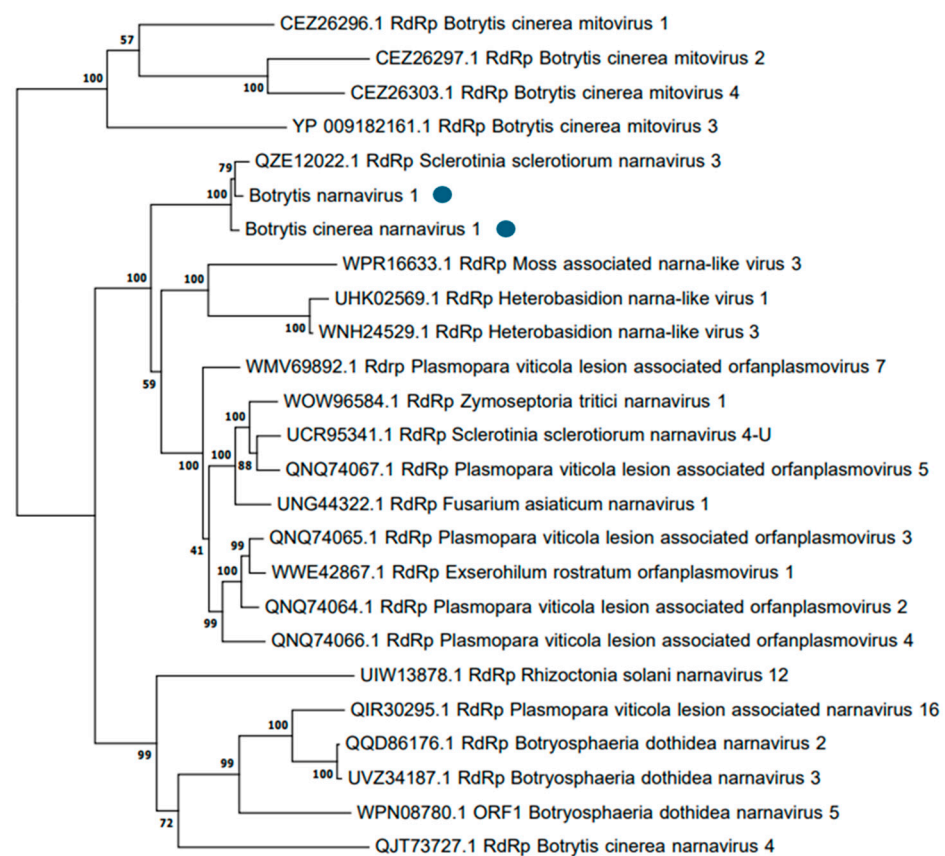 CEZ26296.1 RdRp Botrytis cinerea mitovirus 1
57
CEZ26297.1 RdRp Botrytis cinerea mitovirus 2
100
100
CEZ26303.1 RdRp Botrytis cinerea mitovirus 4
YP 009182161.1 RdRp Botrytis cinerea mitovirus 3
QZE12022.1 RdRp Sclerotinia sclerotiorum narnavirus 3
79
100
Botrytis narnavirus 1
Botrytis cinerea narnavirus 1
WPR16633.1 RdRp Moss associated narna-like virus 3
100
100
UHK02569.1 RdRp Heterobasidion narna-like virus 1
100
WNH24529.1 RdRp Heterobasidion narna-like virus 3
WMV69892.1 Rdrp Plasmopara viticola lesion associated orfanplasmovirus 7
59
WOW96584.1 RdRp Zymoseptoria tritici narnavirus 1
100
UCR95341.1 RdRp Sclerotinia sclerotiorum narnavirus 4-U
100
100
88
QNQ74067.1 RdRp Plasmopara viticola lesion associated orfanplasmovirus 5
UNG44322.1 RdRp Fusarium asiaticum narnavirus 1
QNQ74065.1 RdRp Plasmopara viticola lesion associated orfanplasmovirus 3
41
99
WWE42867.1 RdRp Exserohilum rostratum orfanplasmovirus 1
100
QNQ74064.1 RdRp Plasmopara viticola lesion associated orfanplasmovirus 2
99
QNQ74066.1 RdRp Plasmopara viticola lesion associated orfanplasmovirus 4
UIW13878.1 RdRp Rhizoctonia solani narnavirus 12
QIR30295.1 RdRp Plasmopara viticola lesion associated narnavirus 16
100
99
QQD86176.1 RdRp Botryosphaeria dothidea narnavirus 2
99
100
UVZ34187.1 RdRp Botryosphaeria dothidea narnavirus 3
WPN08780.1 ORF1 Botryosphaeria dothidea narnavirus 5
72
QJT73727.1 RdRp Botrytis cinerea narnavirus 4